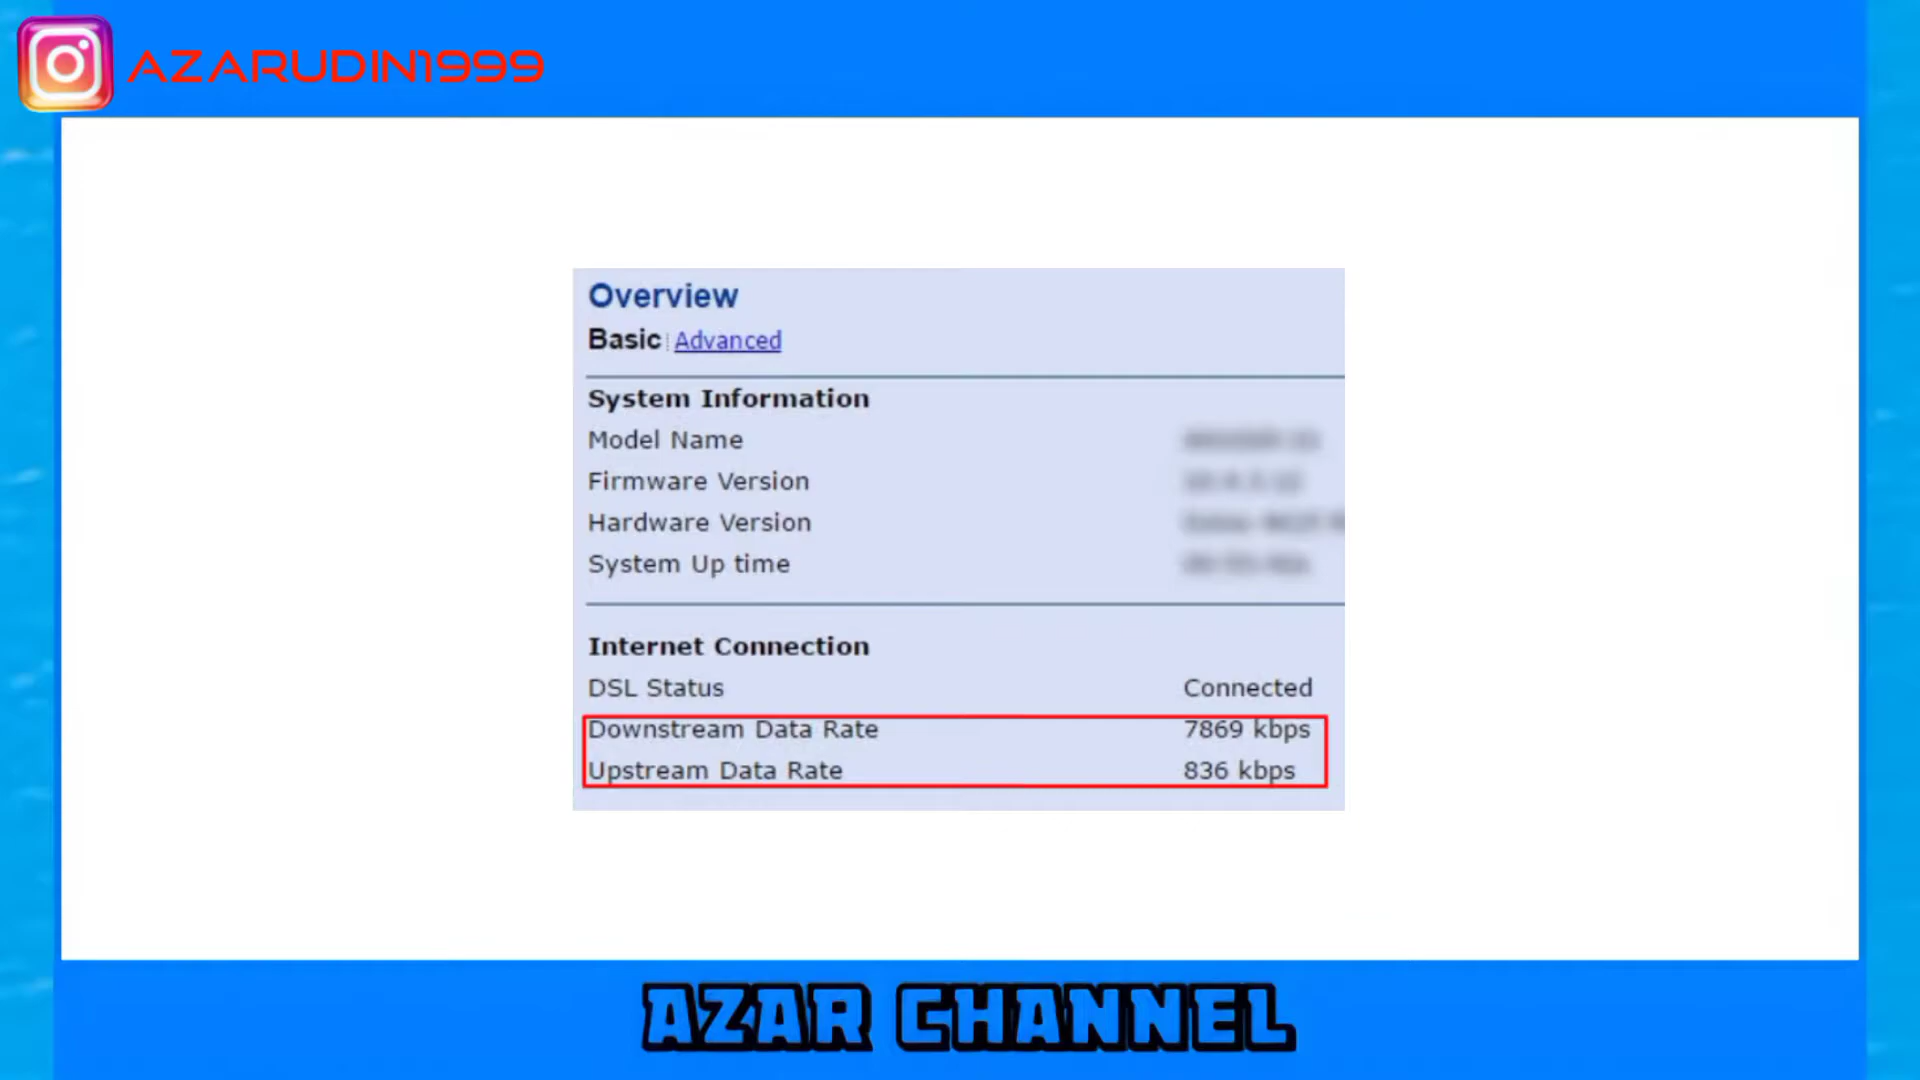 AZARUDIN1999
Overview
Basic Advanced
System Information
Model Name
Firmware Version
Hardware Version
System Up time
Internet Connection
DSL Status Connected
Downstream Data Rate 7869 kbps
Upstream Data Rate 836 kbps
AZAR CHANNEL